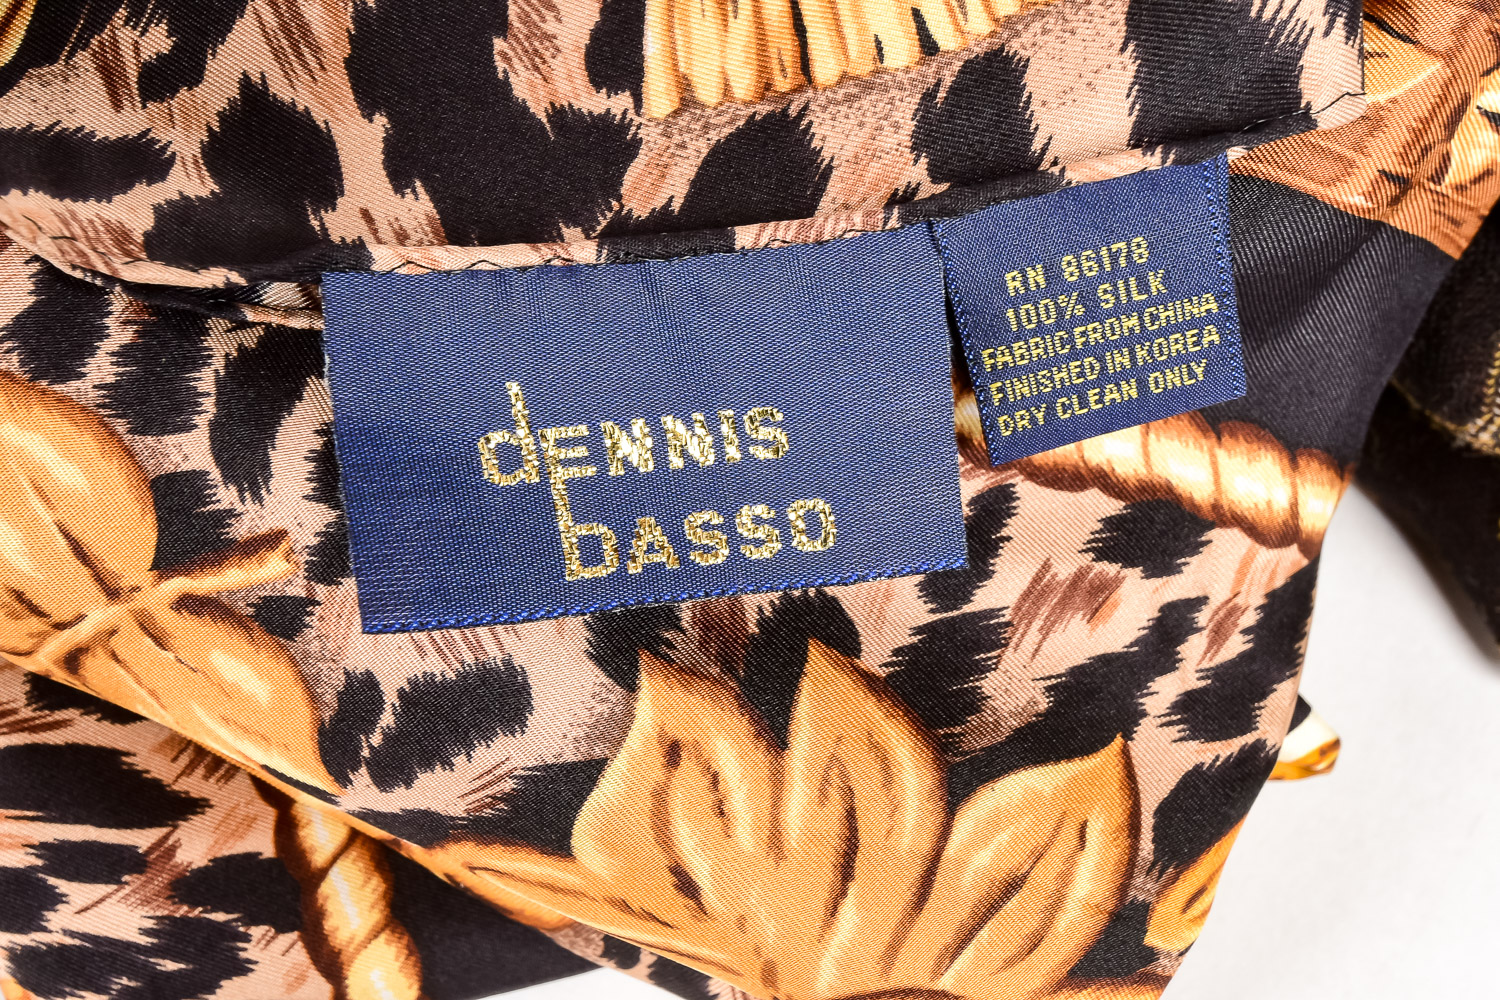 dENNIS
bASSO
RN 86178
100% SILK
FABRIC FROM CHINA
FINISHED IN KOREA
DRY CLEAN ONLY